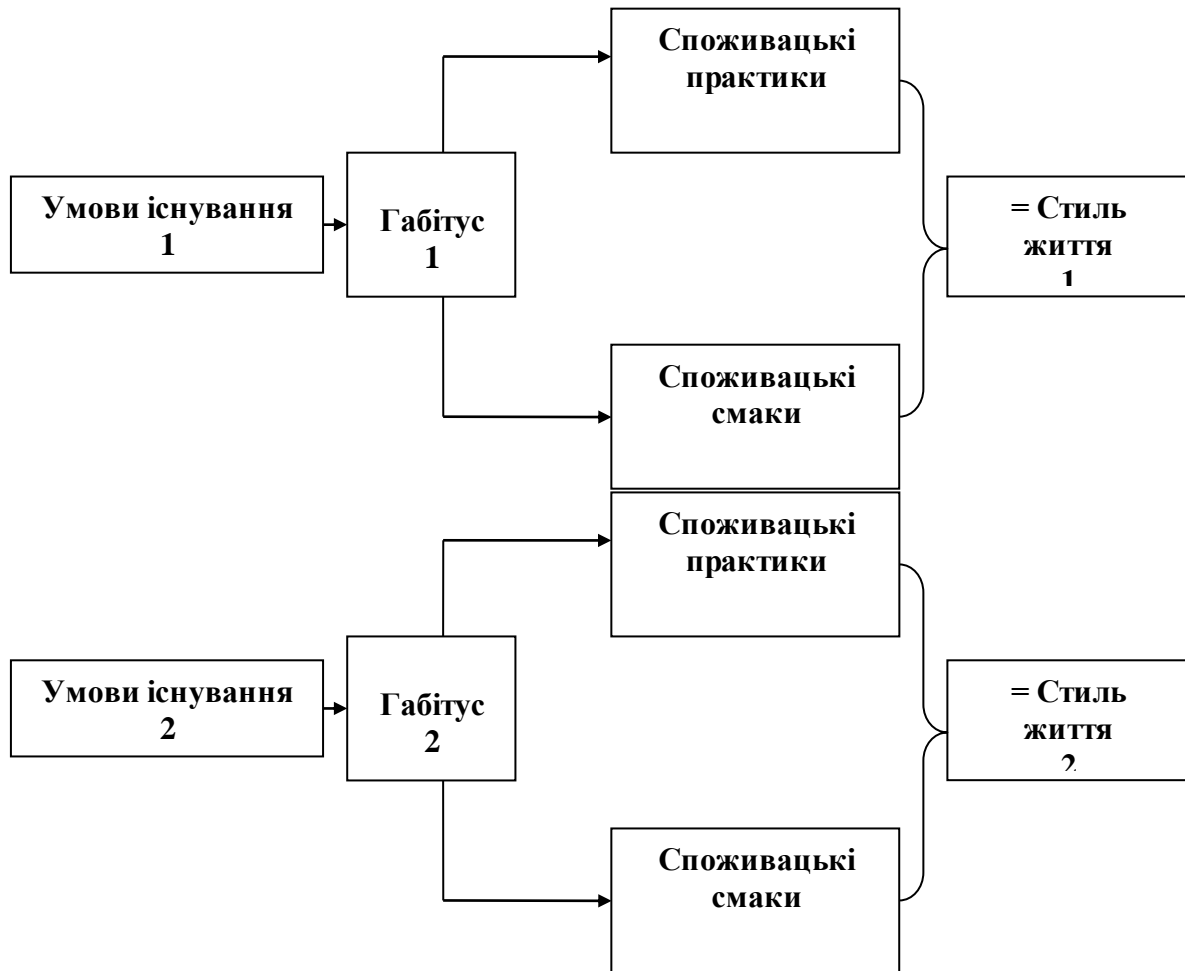 Споживацькі
практики
Умови існування
1
Габітус
1
= Стиль
життя
1
Споживацькі
смаки
Споживацькі
практики
Умови існування
2
Габітус
2
= Стиль
життя
2
Споживацькі
смаки